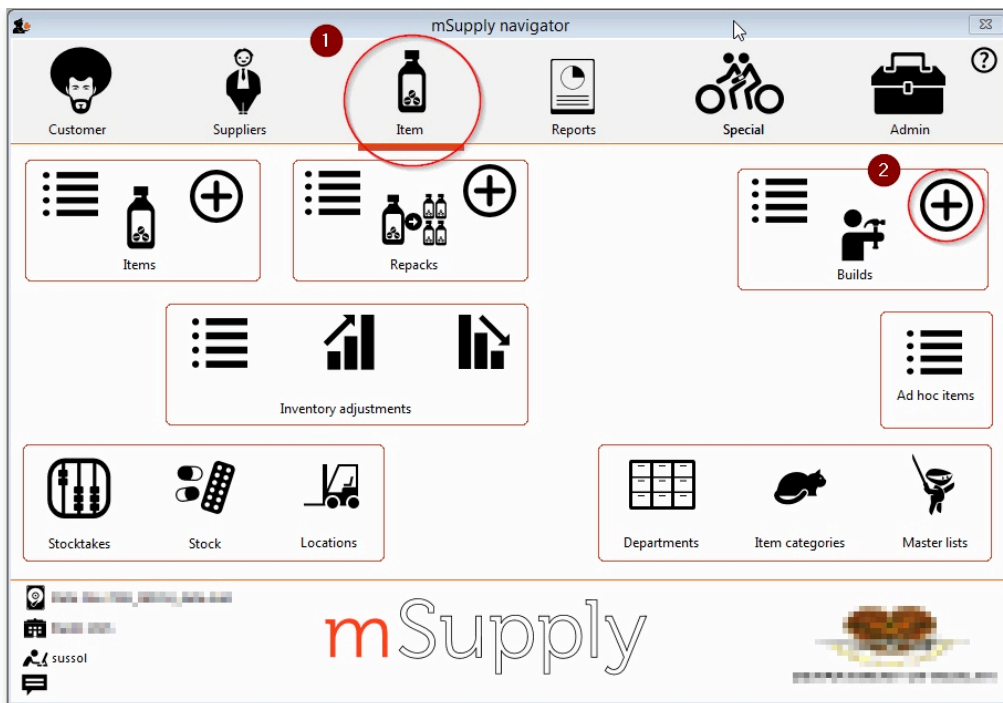 mSupply navigator
1
Customer
Suppliers
Item
Reports
Special
Admin
?
2
Items
Repacks
Builds
Inventory adjustments
Ad hoc items
Stocktakes
Stock
Locations
Departments
Item categories
Master lists
sussol
mSupply